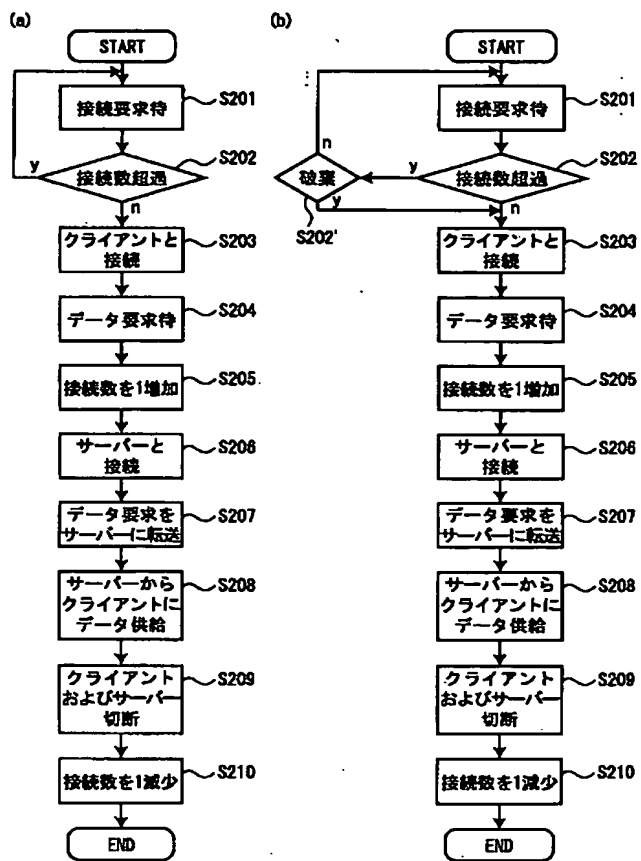 (a)
START
接続要求待
S201
接続数超過
S202
y
n
クライアントと
接続
S203
データ要求待
S204
接続数を1増加
S205
サーバーと
接続
S206
データ要求を
サーバーに転送
S207
サーバーから
クライアントに
データ供給
S208
クライアント
およびサーバー
切断
S209
接続数を1減少
S210
END
(b)
START
接続要求待
S201
n
破棄
y
S202'
y
接続数超過
S202
n
クライアントと
接続
S203
データ要求待
S204
接続数を1増加
S205
サーバーと
接続
S206
データ要求を
サーバーに転送
S207
サーバーから
クライアントに
データ供給
S208
クライアント
およびサーバー
切断
S209
接続数を1減少
S210
END